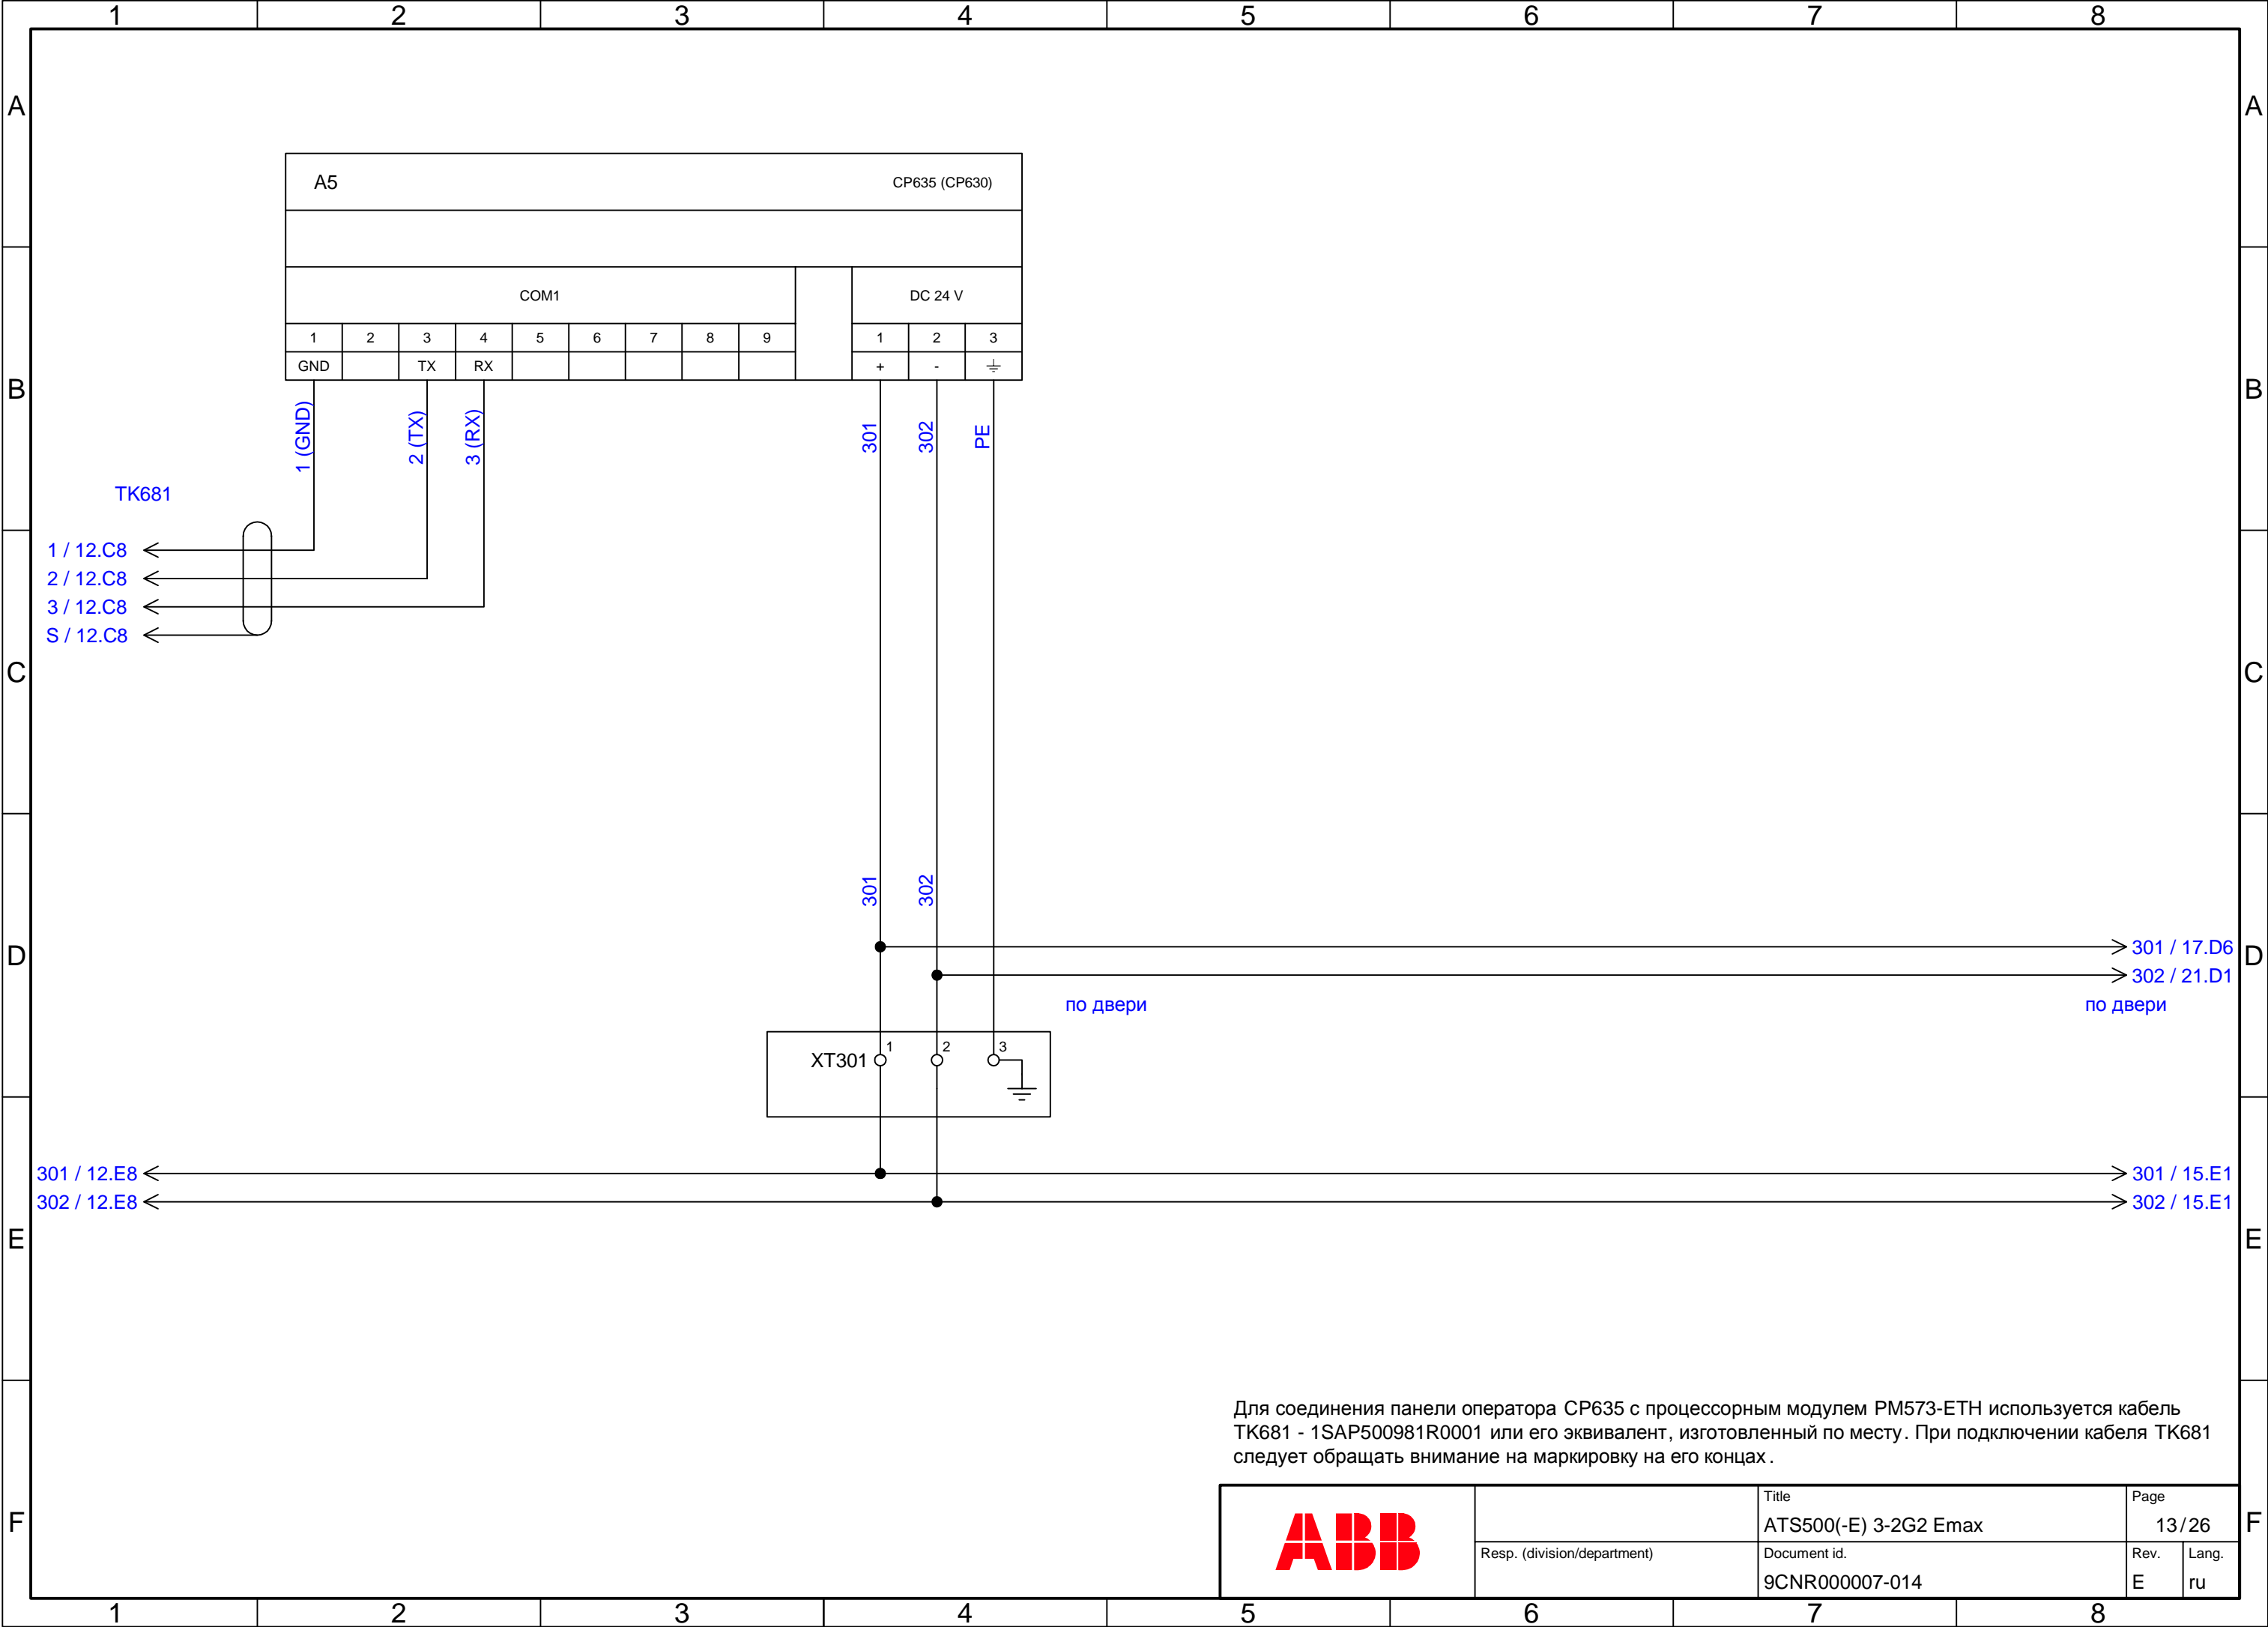 1 2 3 4 5 6 7 8
A A
A5 CP635 (CP630)
COM1 DC 24 V
1 2 3 4 5 6 7 8 9 1 2 3
GND TX RX + -
B B
1 (GND) 2 (TX) 3 (RX) 301 302 PE
TK681
1 / 12.C8
2 / 12.C8
3 / 12.C8
S / 12.C8
C C
301 302
D D
301 / 17.D6
302 / 21.D1
по двери по двери
XT301 1 2 3
301 / 12.E8 301 / 15.E1
302 / 12.E8 302 / 15.E1
E E
Для соединения панели оператора CP635 с процессорным модулем PM573-ETH используется кабель
TK681 - 1SAP500981R0001 или его эквивалент, изготовленный по месту. При подключении кабеля TK681
следует обращать внимание на маркировку на его концах.
F F
ABB
Title
ATS500(-E) 3-2G2 Emax
Page
13/26
Resp. (division/department)
Document id.
9CNR000007-014
Rev.
E
Lang.
ru
1 2 3 4 5 6 7 8